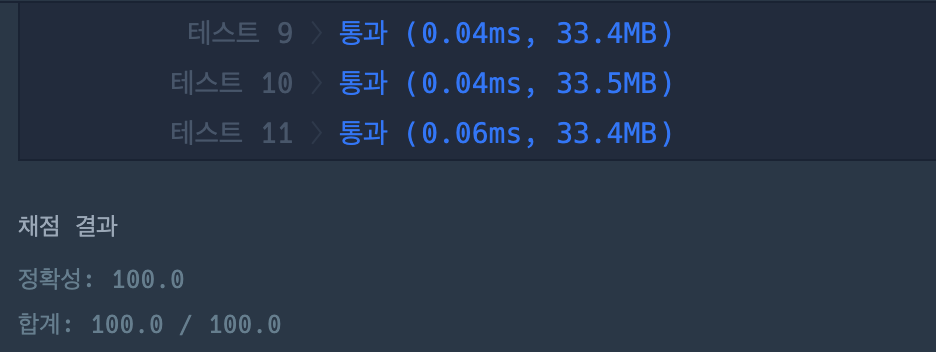 테스트 9 > 통과 (0.04ms, 33.4MB)
테스트 10 > 통과 (0.04ms, 33.5MB)
테스트 11 > 통과 (0.06ms, 33.4MB)
채점 결과
정확성: 100.0
합계: 100.0 / 100.0